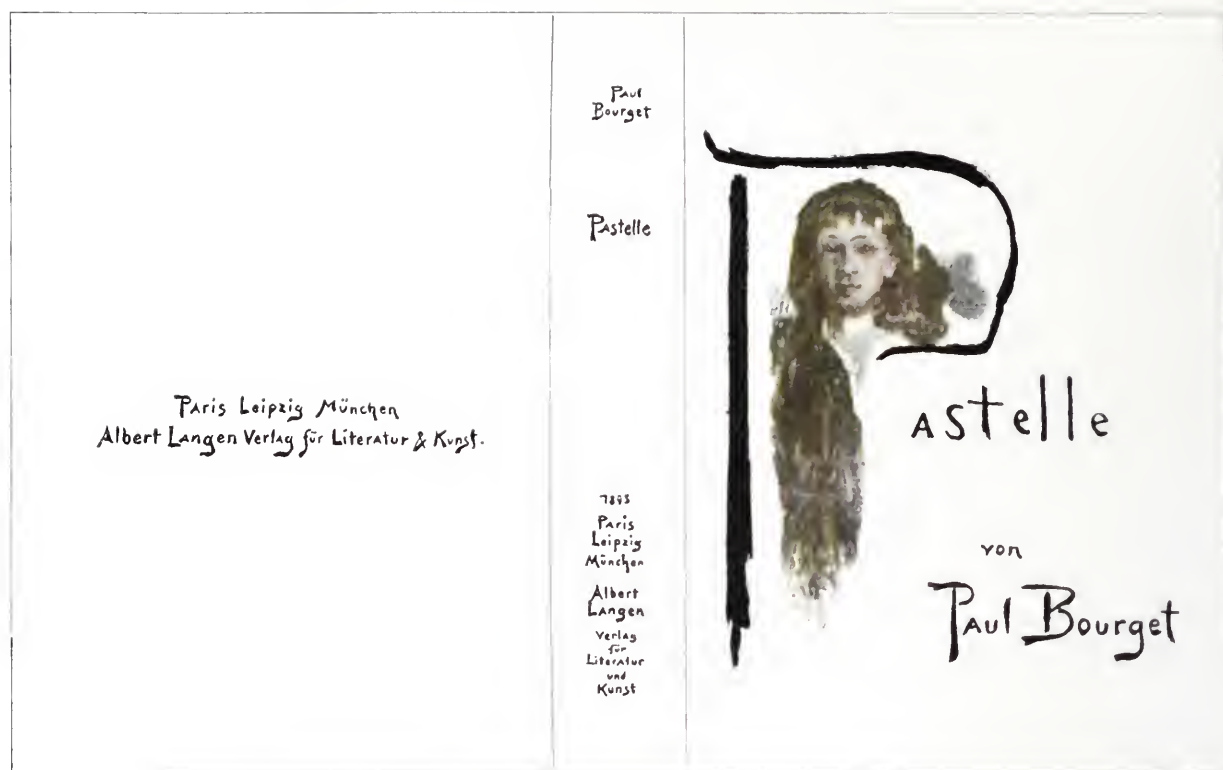 Paris Leipzig München
Albert Langen Verlag für Literatur & Kunst.
Paul
Bourget
Pastelle
1895
Paris
Leipzig
München
Albert
Langen
Verlag
für
Literatur
und
Kunst
Pastelle
von
Paul Bourget